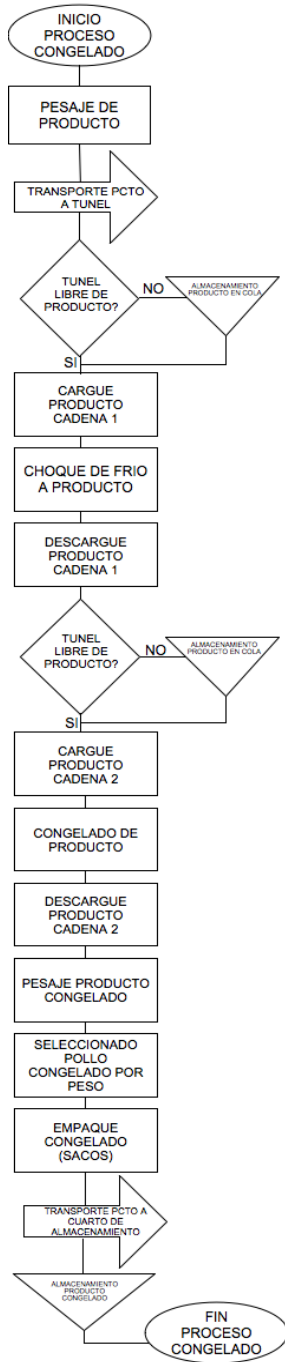 INICIO
PROCESO
CONGELADO
PESAJE DE
PRODUCTO
TRANSPORTE PCTO
A TUNEL
TUNEL
LIBRE DE
PRODUCTO?
NO
ALMACENAMIENTO
PRODUCTO EN COLA
SI
CARGUE
PRODUCTO
CADENA 1
CHOQUE DE FRIO
A PRODUCTO
DESCARGUE
PRODUCTO
CADENA 1
TUNEL
LIBRE DE
PRODUCTO?
NO
ALMACENAMIENTO
PRODUCTO EN COLA
SI
CARGUE
PRODUCTO
CADENA 2
CONGELADO DE
PRODUCTO
DESCARGUE
PRODUCTO
CADENA 2
PESAJE PRODUCTO
CONGELADO
SELECCIONADO
POLLO
CONGELADO POR
PESO
EMPAQUE
CONGELADO
(SACOS)
TRANSPORTE PCTO A
CUARTO DE
ALMACENAMIENTO
ALMACENAMIENTO
PRODUCTO
CONGELADO
FIN
PROCESO
CONGELADO